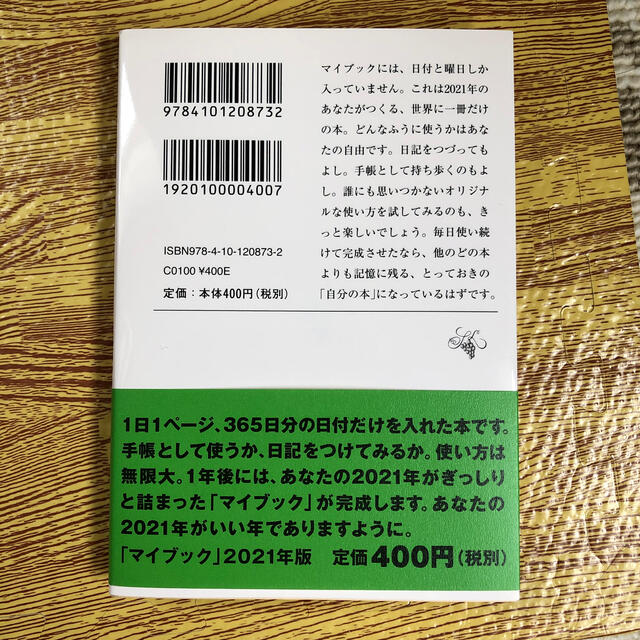 9784101208732
1920100004007
ISBN978-4-10-120873-2
C0100 ¥400E
定価：本体400円(税別)
マイブックには、日付と曜日しか
入っていません。これは2021年の
あなたがつくる、世界に一冊だけ
の本。どんなふうに使うかはあな
たの自由です。日記をつづっても
よし。手帳として持ち歩くのもよ
し。誰にも思いつかないオリジナ
ルな使い方を試してみるのも、き
っと楽しいでしょう。毎日使い続
けて完成させたなら、他のどの本
よりも記憶に残る、とっておきの
「自分の本」になっているはずです。
1日1ページ、365日分の日付だけを入れた本です。
手帳として使うか、日記をつけてみるか。使い方は
無限大。1年後には、あなたの2021年がぎっしり
と詰まった「マイブック」が完成します。あなたの
2021年がいい年でありますように。
「マイブック」2021年版 定価400円(税別)